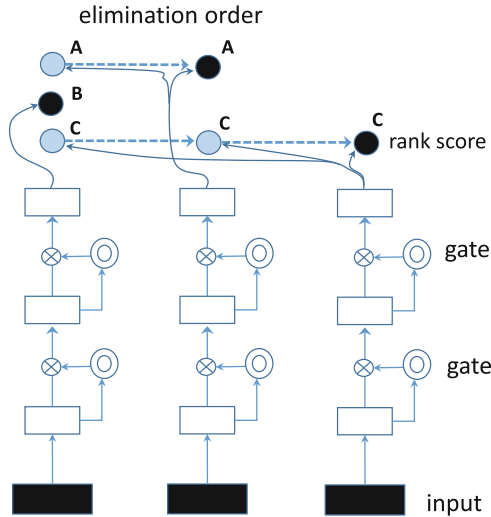 elimination order
A
A
B
C
C
C
rank score
gate
gate
input